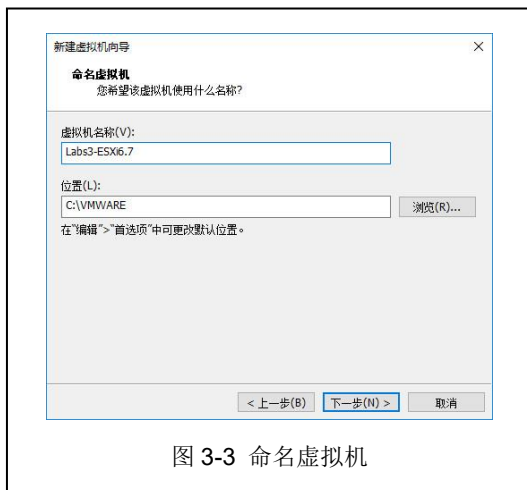 新建虚拟机向导
命名虚拟机
您希望该虚拟机使用什么名称?
虚拟机名称(V):
Labs3-ESXi6.7
位置(L):
C:\VMWARE
浏览(R)...
在"编辑">"首选项"中可更改默认位置。
< 上一步(B) 下一步(N) > 取消
图 3-3 命名虚拟机